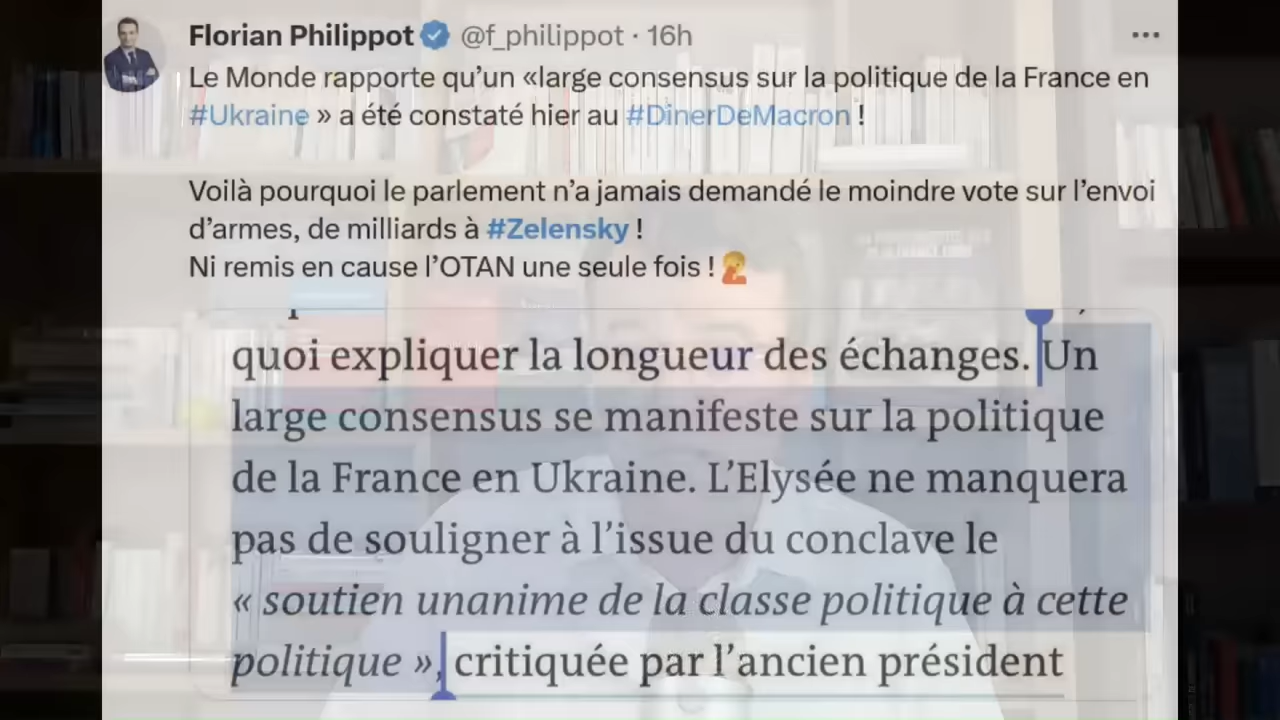 Florian Philippot @f_philippot · 16h
Le Monde rapporte qu’un «large consensus sur la politique de la France en
#Ukraine » a été constaté hier au #DînerDeMacron !
Voilà pourquoi le parlement n’a jamais demandé le moindre vote sur l’envoi
d’armes, de milliards à #Zelensky !
Ni remis en cause l’OTAN une seule fois !
quoi expliquer la longueur des échanges. Un
large consensus se manifeste sur la politique
de la France en Ukraine. L’Elysée ne manquera
pas de souligner à l’issue du conclave le
« soutien unanime de la classe politique à cette
politique », critiquée par l’ancien président